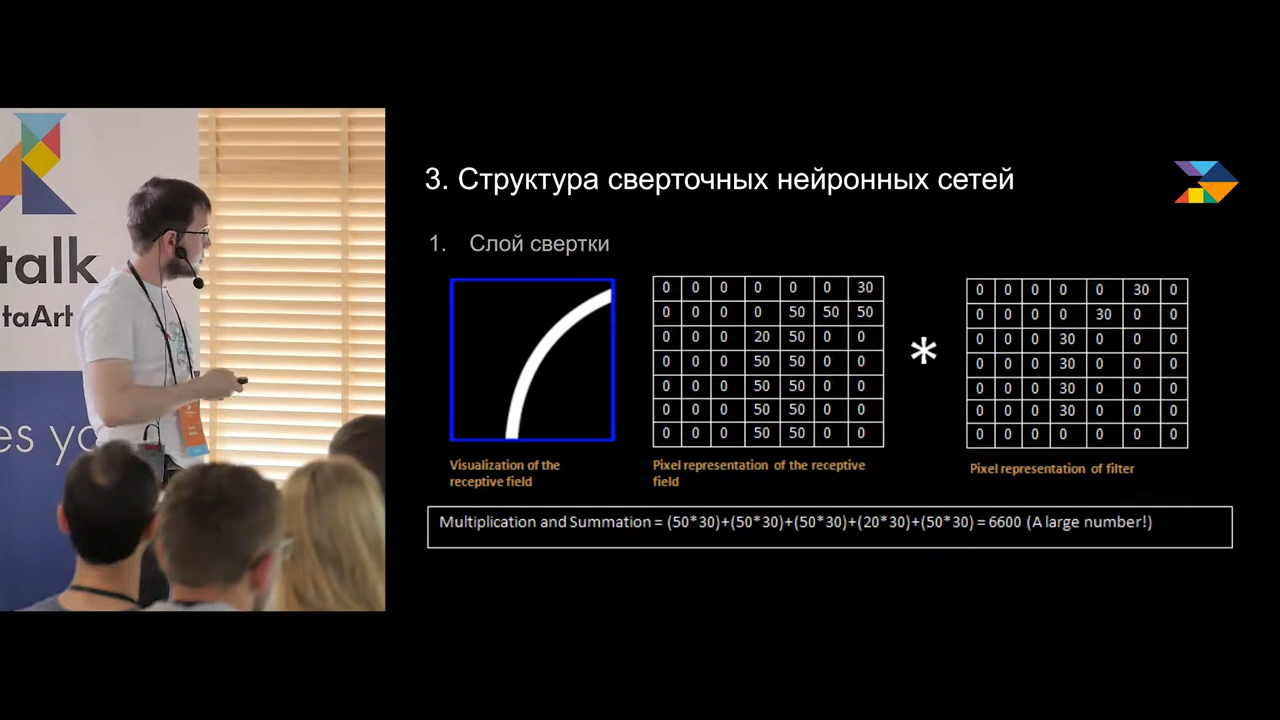 talk
taArt
es yo
3. Структура сверточных нейронных сетей
1. Слой свертки
0 0 0 0 0 0 30
0 0 0 0 50 50 50
0 0 0 20 50 0 0
0 0 0 50 50 0 0
0 0 0 50 50 0 0
0 0 0 50 50 0 0
0 0 0 50 50 0 0
*
0 0 0 0 0 30 0
0 0 0 0 30 0 0
0 0 0 30 0 0 0
0 0 0 30 0 0 0
0 0 0 30 0 0 0
0 0 0 30 0 0 0
0 0 0 0 0 0 0
Visualization of the
receptive field
Pixel representation of the receptive
field
Pixel representation of filter
Multiplication and Summation = (50*30)+(50*30)+(50*30)+(20*30)+(50*30) = 6600 (A large number!)